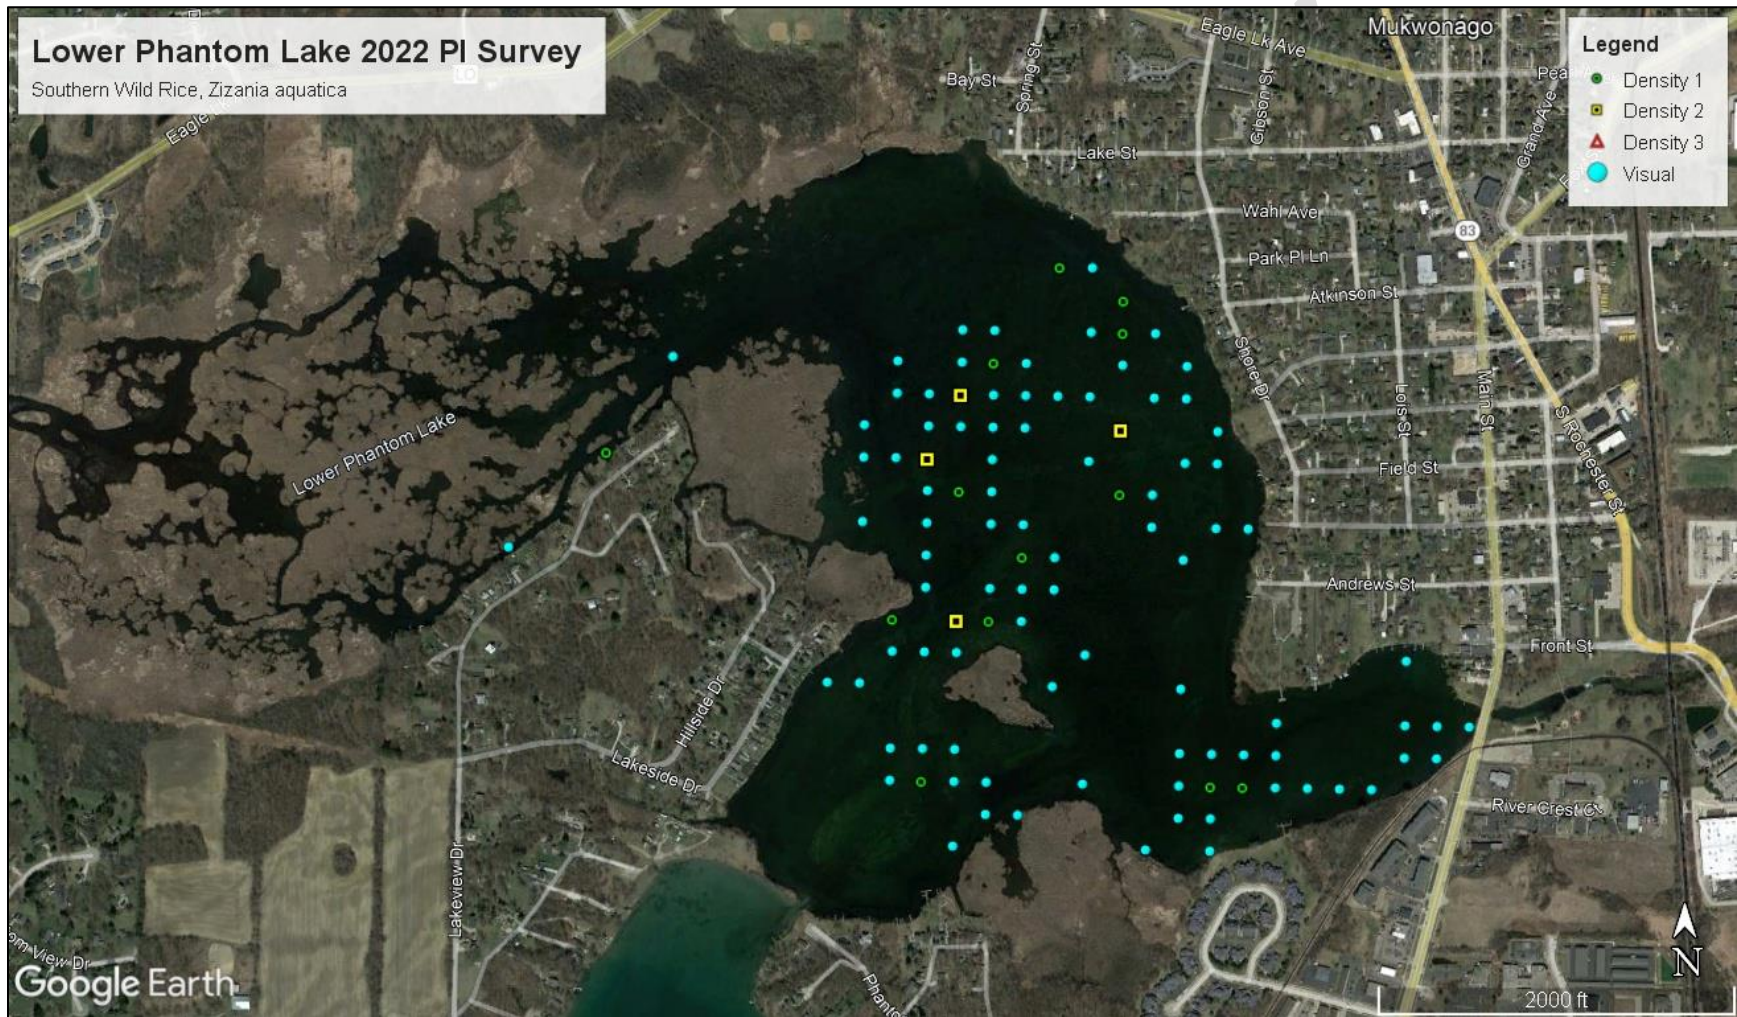 Lower Phantom Lake 2022 PI Survey
Southern Wild Rice, Zizania aquatica
LO
Eagle Lk Ave
Mukwonago
Legend
Density 1
Density 2
Density 3
Visual
Bay St
Spring St
Gibson St
Grand Ave
Lake St
Wahl Ave
83
Park Pl Ln
Atkinson St
Shore Dr
Lois St
Main St
S Rochester St
Lower Phantom Lake
Field St
Andrews St
Front St
Hillside Dr
Lakeside Dr
Lakeview Dr
River Crest Ct
Google Earth
N
2000 ft